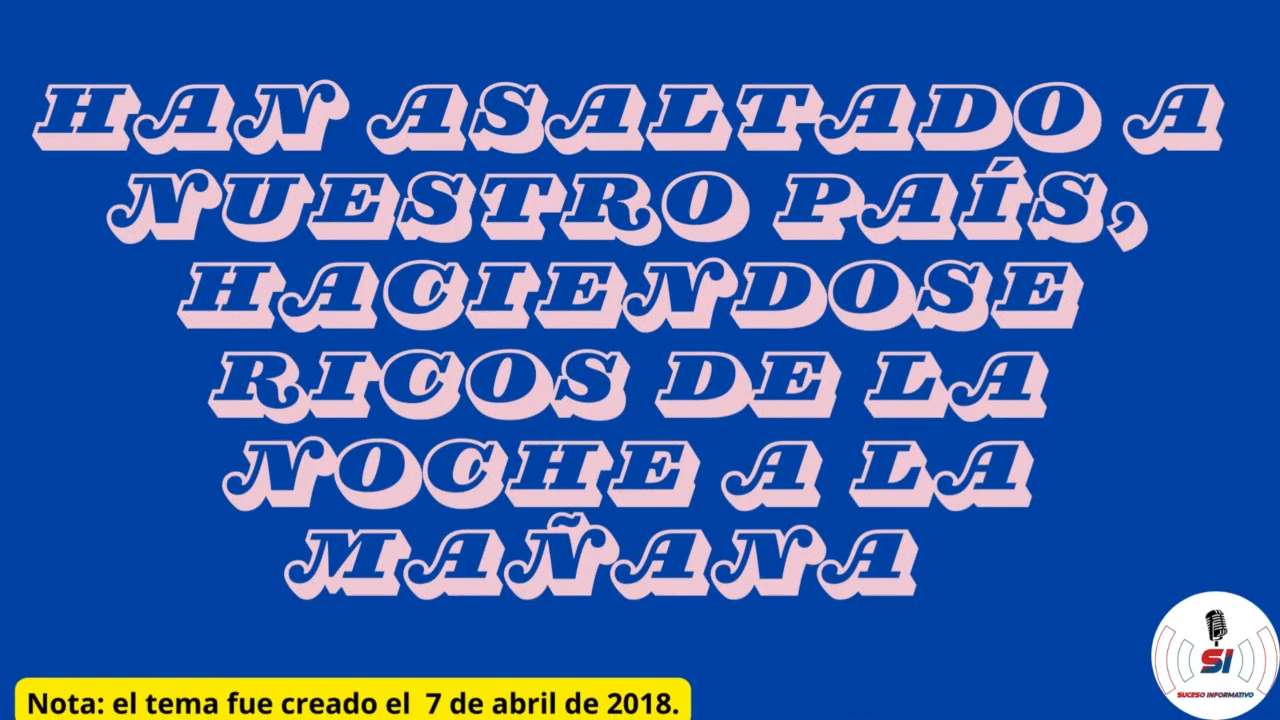 HAN ASALTADO A
NUESTRO PAÍS,
HACIENDOSE
RICOS DE LA
NOCHE A LA
MAÑANA
Nota: el tema fue creado el 7 de abril de 2018.
SI
SUCESO INFORMATIVO